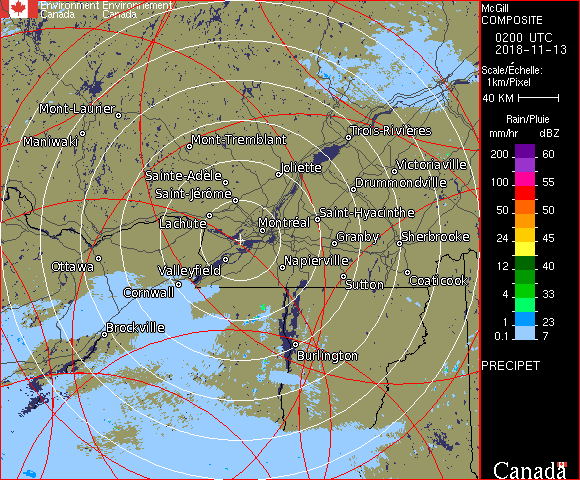 Environment Environnement
Canada Canada
McGill
COMPOSITE
0200 UTC
2018-11-13
Scale/Échelle:
1km/Pixel
40 KM
Rain/Pluie
mm/hr dBZ
200 60
150 57
100 55
50 50
24 45
12 40
4 33
1 23
0.1 7
PRECIPET
Canada
Mont-Laurier
Maniwaki
Mont-Tremblant
Trois-Rivières
Joliette
Victoriaville
Sainte-Adèle
Drummondville
Saint-Jérôme
Saint-Hyacinthe
Lachute
Montréal
Granby
Sherbrooke
Ottawa
Valleyfield
Napierville
Cornwall
Sutton
Coaticook
Brockville
Burlington